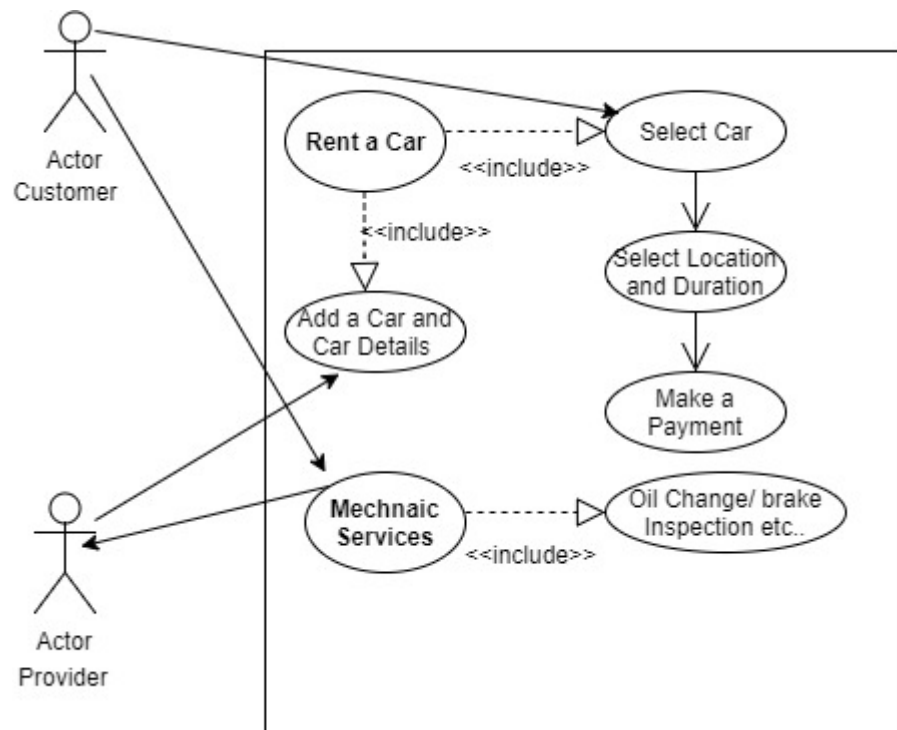 Actor
Customer
Rent a Car
<<include>>
Select Car
<<include>>
Select Location
and Duration
Add a Car and
Car Details
Make a
Payment
Mechnaic
Services
<<include>>
Oil Change/ brake
Inspection etc..
Actor
Provider